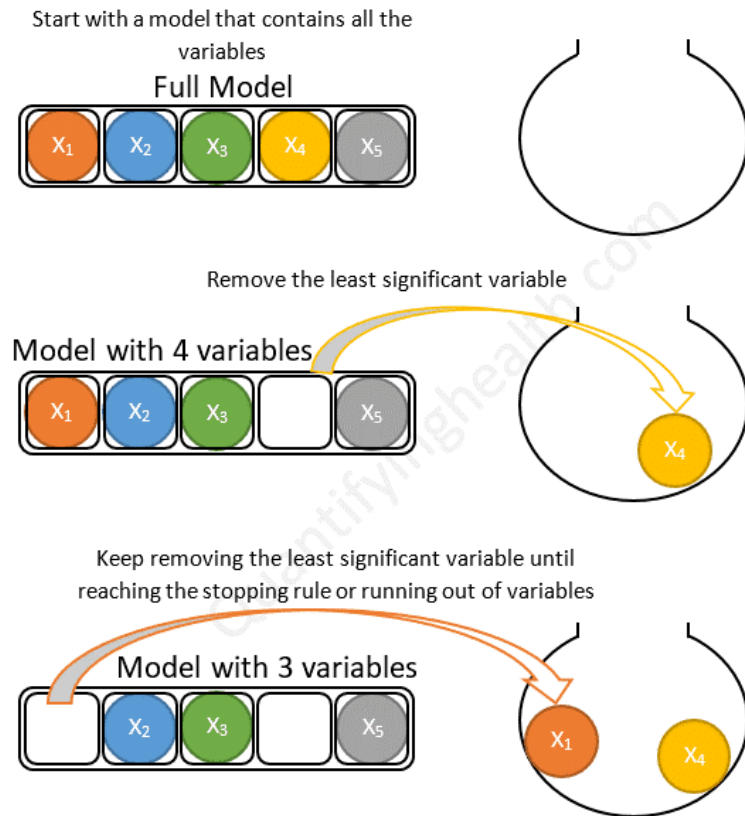 Start with a model that contains all the
variables
Full Model
X₁ X₂ X₃ X₄ X₅
Remove the least significant variable
Model with 4 variables
X₁ X₂ X₃ X₅
X₄
Keep removing the least significant variable until
reaching the stopping rule or running out of variables
Model with 3 variables
X₂ X₃ X₅
X₁ X₄
Quantifyinghealth.com